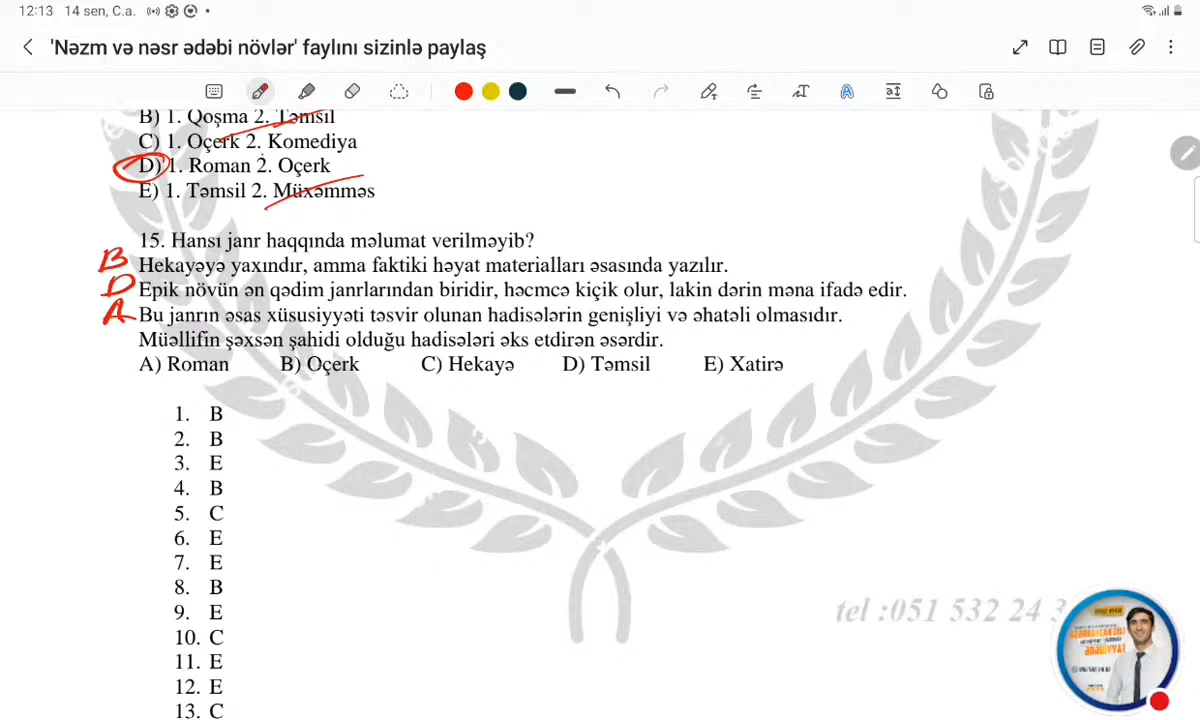 12:13 14 sen, C.a.
'Nəzm və nəsr ədəbi növlər' faylını sizinlə paylaş
B) 1. Qoşma 2. Təmsil
C) 1. Oçerk 2. Komediya
D) 1. Roman 2. Oçerk
E) 1. Təmsil 2. Müxəmməs
15. Hansı janr haqqında məlumat verilməyib?
B Hekayəyə yaxındır, amma faktiki həyat materialları əsasında yazılır.
D Epik növün ən qədim janrlarından biridir, həcmcə kiçik olur, lakin dərin məna ifadə edir.
A Bu janrın əsas xüsusiyyəti təsvir olunan hadisələrin genişliyi və əhatəli olmasıdır.
Müəllifin şəxsən şahidi olduğu hadisələri əks etdirən əsərdir.
A) Roman B) Oçerk C) Hekayə D) Təmsil E) Xatirə
1. B
2. B
3. E
4. B
5. C
6. E
7. E
8. B
9. E
10. C
11. E
12. E
13. C
tel :051 532 24 3
AZƏRBAYCAN DİLİ
ƏDƏBİYYAT